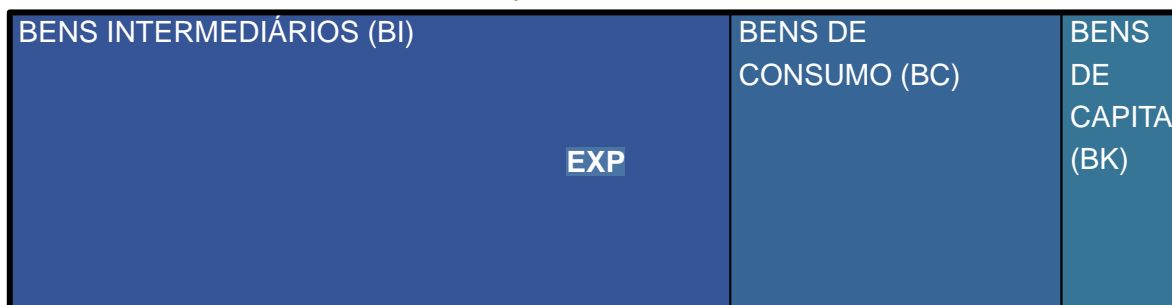 BENS INTERMEDIÁRIOS (BI)
EXP
BENS DE
CONSUMO (BC)
BENS
DE
CAPITA
(BK)